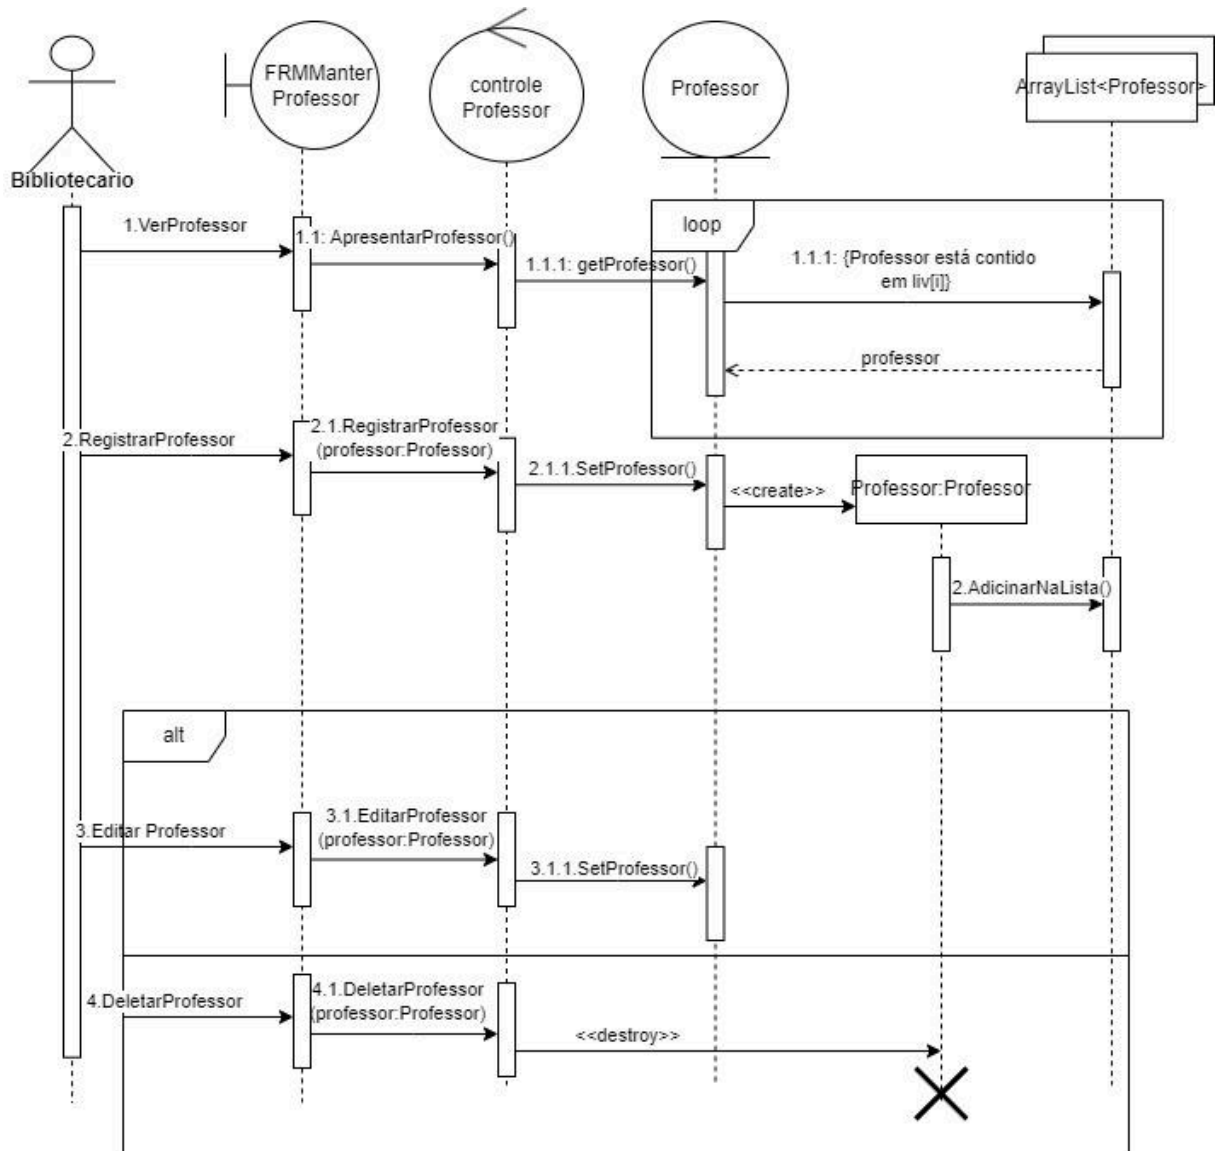 FRMManter
Professor
controle
Professor
Professor
ArrayList<Professor>
Bibliotecario
1.VerProfessor
1.1: ApresentarProfessor()
1.1.1: getProfessor()
loop
1.1.1: {Professor está contido
em liv[i]}
professor
2.RegistrarProfessor
2.1.RegistrarProfessor
(professor:Professor)
2.1.1.SetProfessor()
<<create>>
Professor:Professor
2.AdicinarNaLista()
alt
3.Editar Professor
3.1.EditarProfessor
(professor:Professor)
3.1.1.SetProfessor()
4.DeletarProfessor
4.1.DeletarProfessor
(professor:Professor)
<<destroy>>